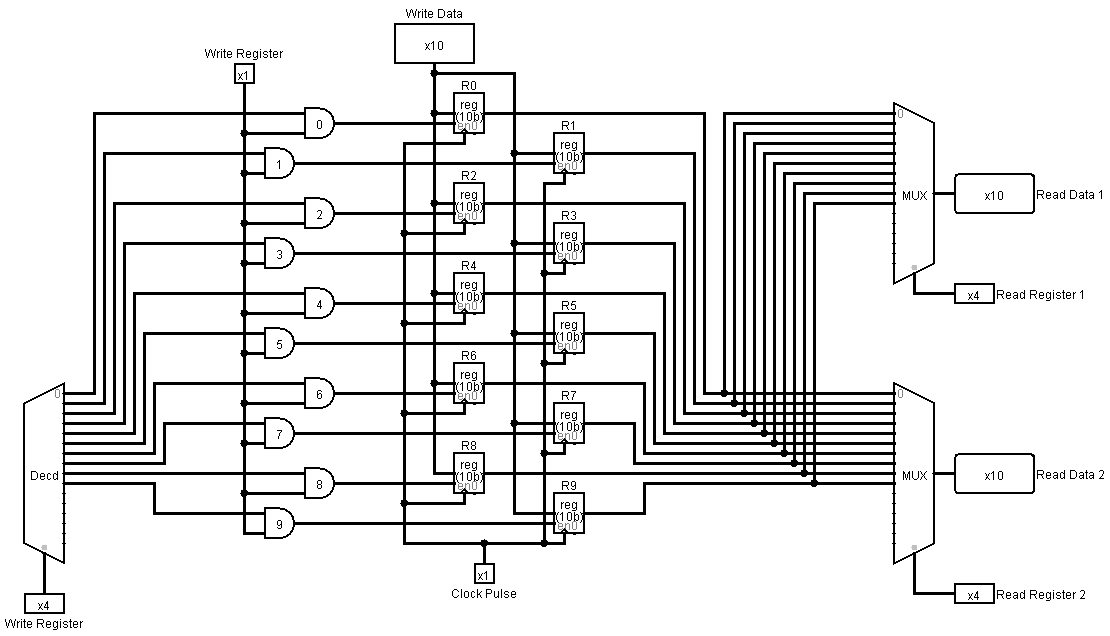 Write Data
x10
Write Register
x1
R0
reg
(10b)
en0
0
R1
reg
(10b)
en0
1
R2
reg
(10b)
en0
2
R3
reg
(10b)
en0
3
R4
reg
(10b)
en0
4
R5
reg
(10b)
en0
5
R6
reg
(10b)
en0
6
R7
reg
(10b)
en0
7
R8
reg
(10b)
en0
8
R9
reg
(10b)
en0
9
0
Decd
x4
Write Register
x1
Clock Pulse
0
MUX
x10
Read Data 1
x4
Read Register 1
0
MUX
x10
Read Data 2
x4
Read Register 2